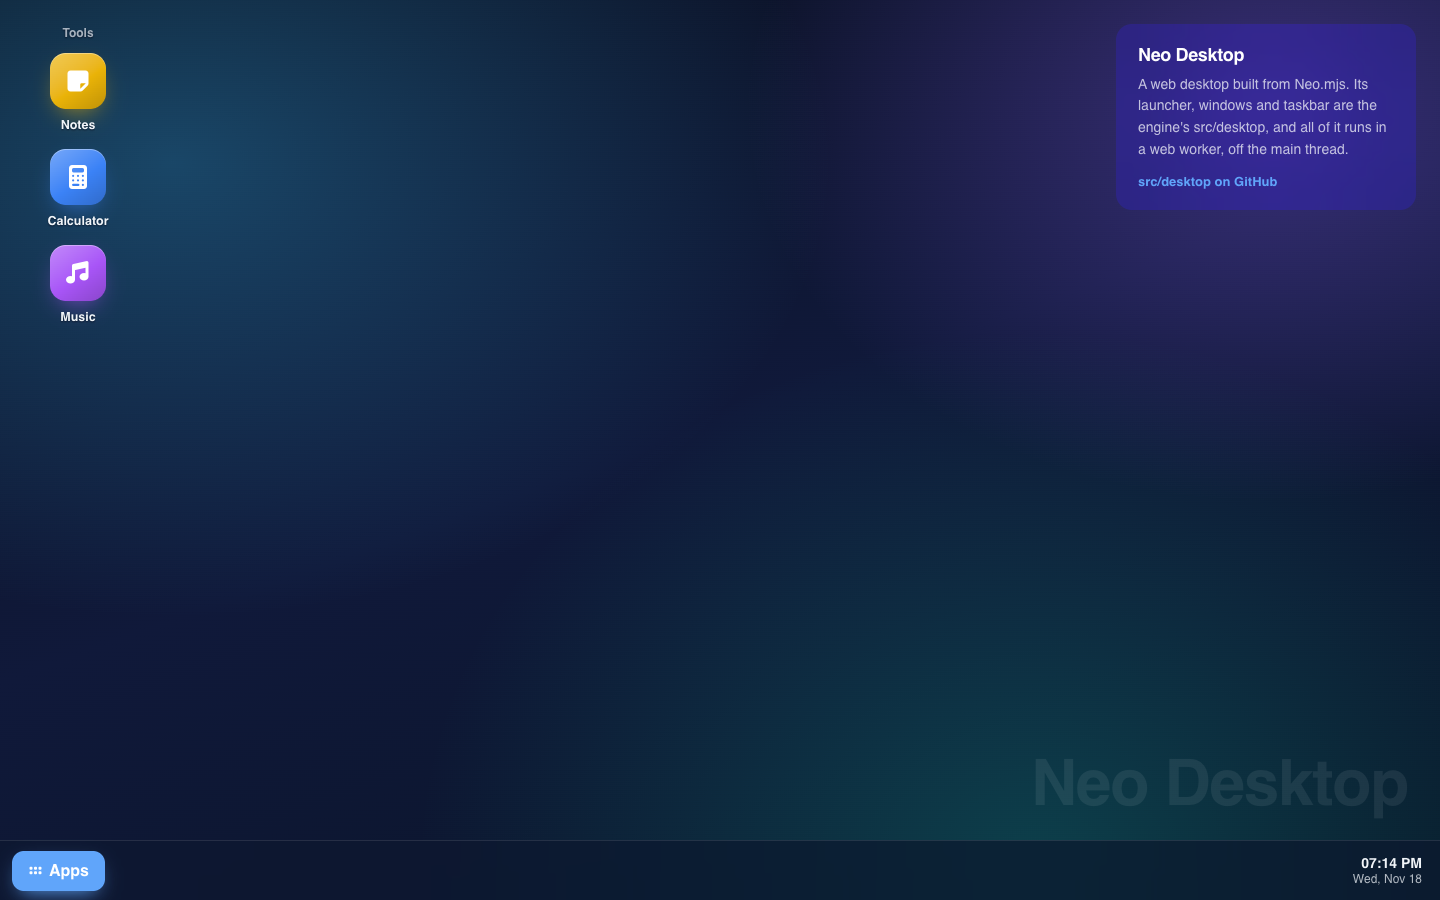 Tools
Notes
Calculator
Music
Neo Desktop
A web desktop built from Neo.mjs. Its
launcher, windows and taskbar are the
engine's src/desktop, and all of it runs in
a web worker, off the main thread.
src/desktop on GitHub
Neo Desktop
Apps
07:14 PM
Wed, Nov 18